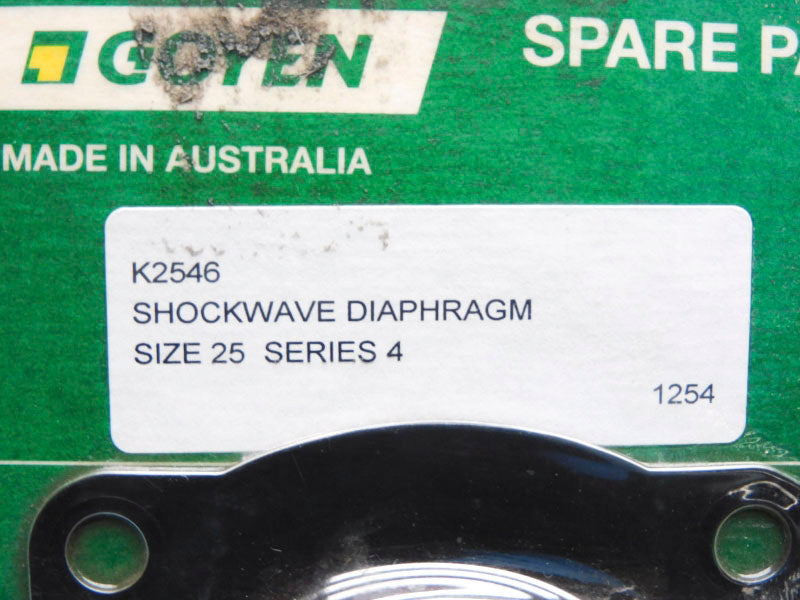 GOYEN
SPARE PA
MADE IN AUSTRALIA
K2546
SHOCKWAVE DIAPHRAGM
SIZE 25 SERIES 4
1254